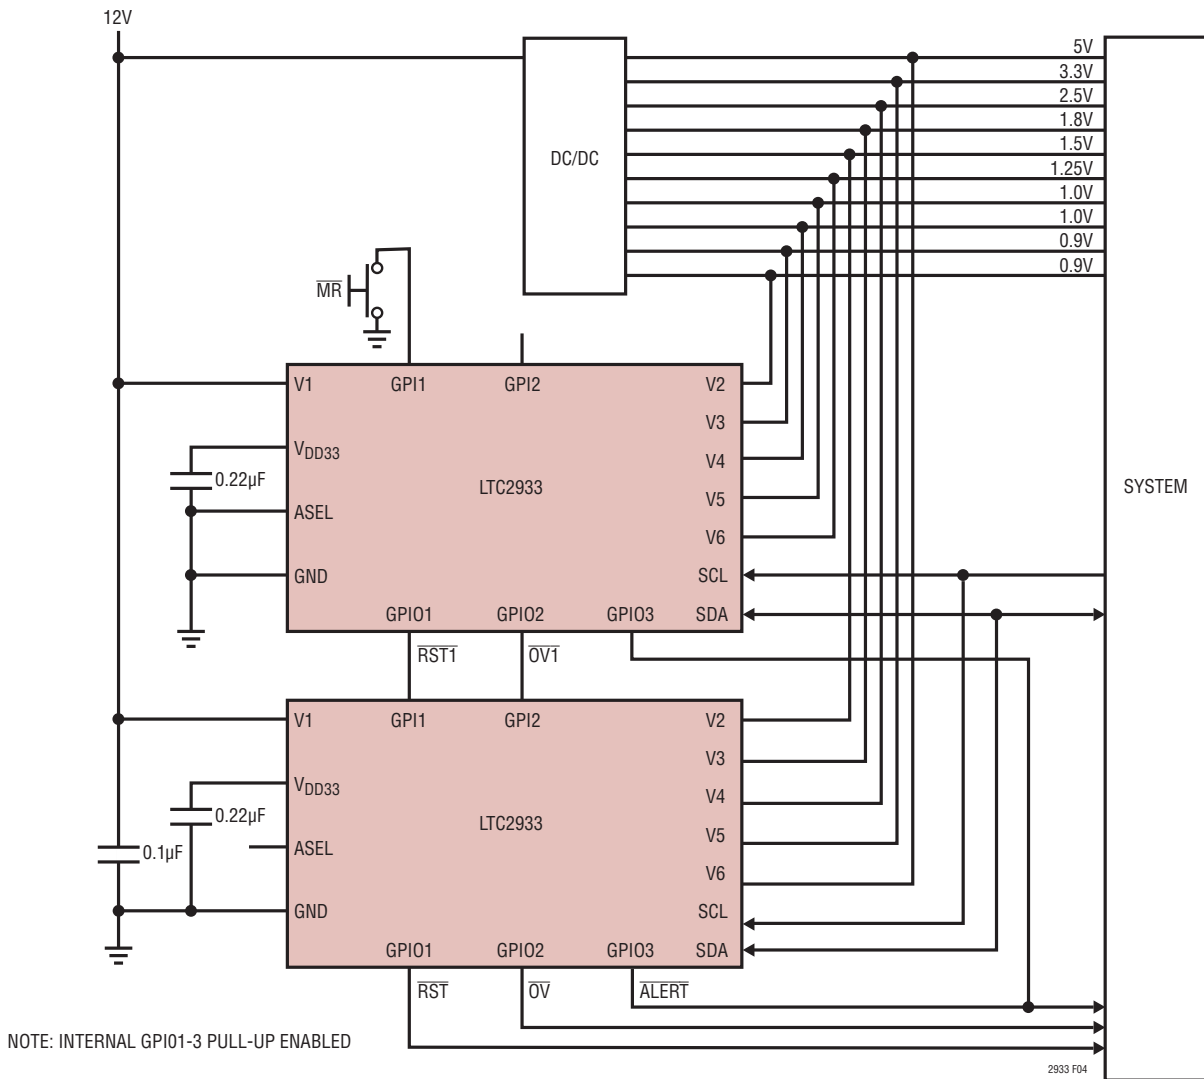 12V
DC/DC
5V
3.3V
2.5V
1.8V
1.5V
1.25V
1.0V
1.0V
0.9V
0.9V
SYSTEM
MR
V1
GPI1
GPI2
V2
V3
V4
V5
V6
SCL
SDA
VDD33
0.22µF
ASEL
GND
LTC2933
GPIO1
GPIO2
GPIO3
RST1
OV1
V1
GPI1
GPI2
V2
V3
V4
V5
V6
SCL
SDA
VDD33
0.22µF
0.1µF
ASEL
GND
LTC2933
GPIO1
GPIO2
GPIO3
RST
OV
ALERT
NOTE: INTERNAL GPI01-3 PULL-UP ENABLED
2933 F04